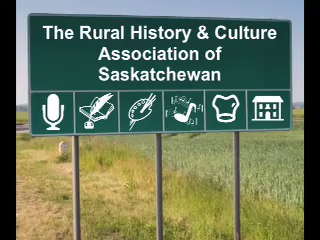 The Rural History & Culture
Association of
Saskatchewan